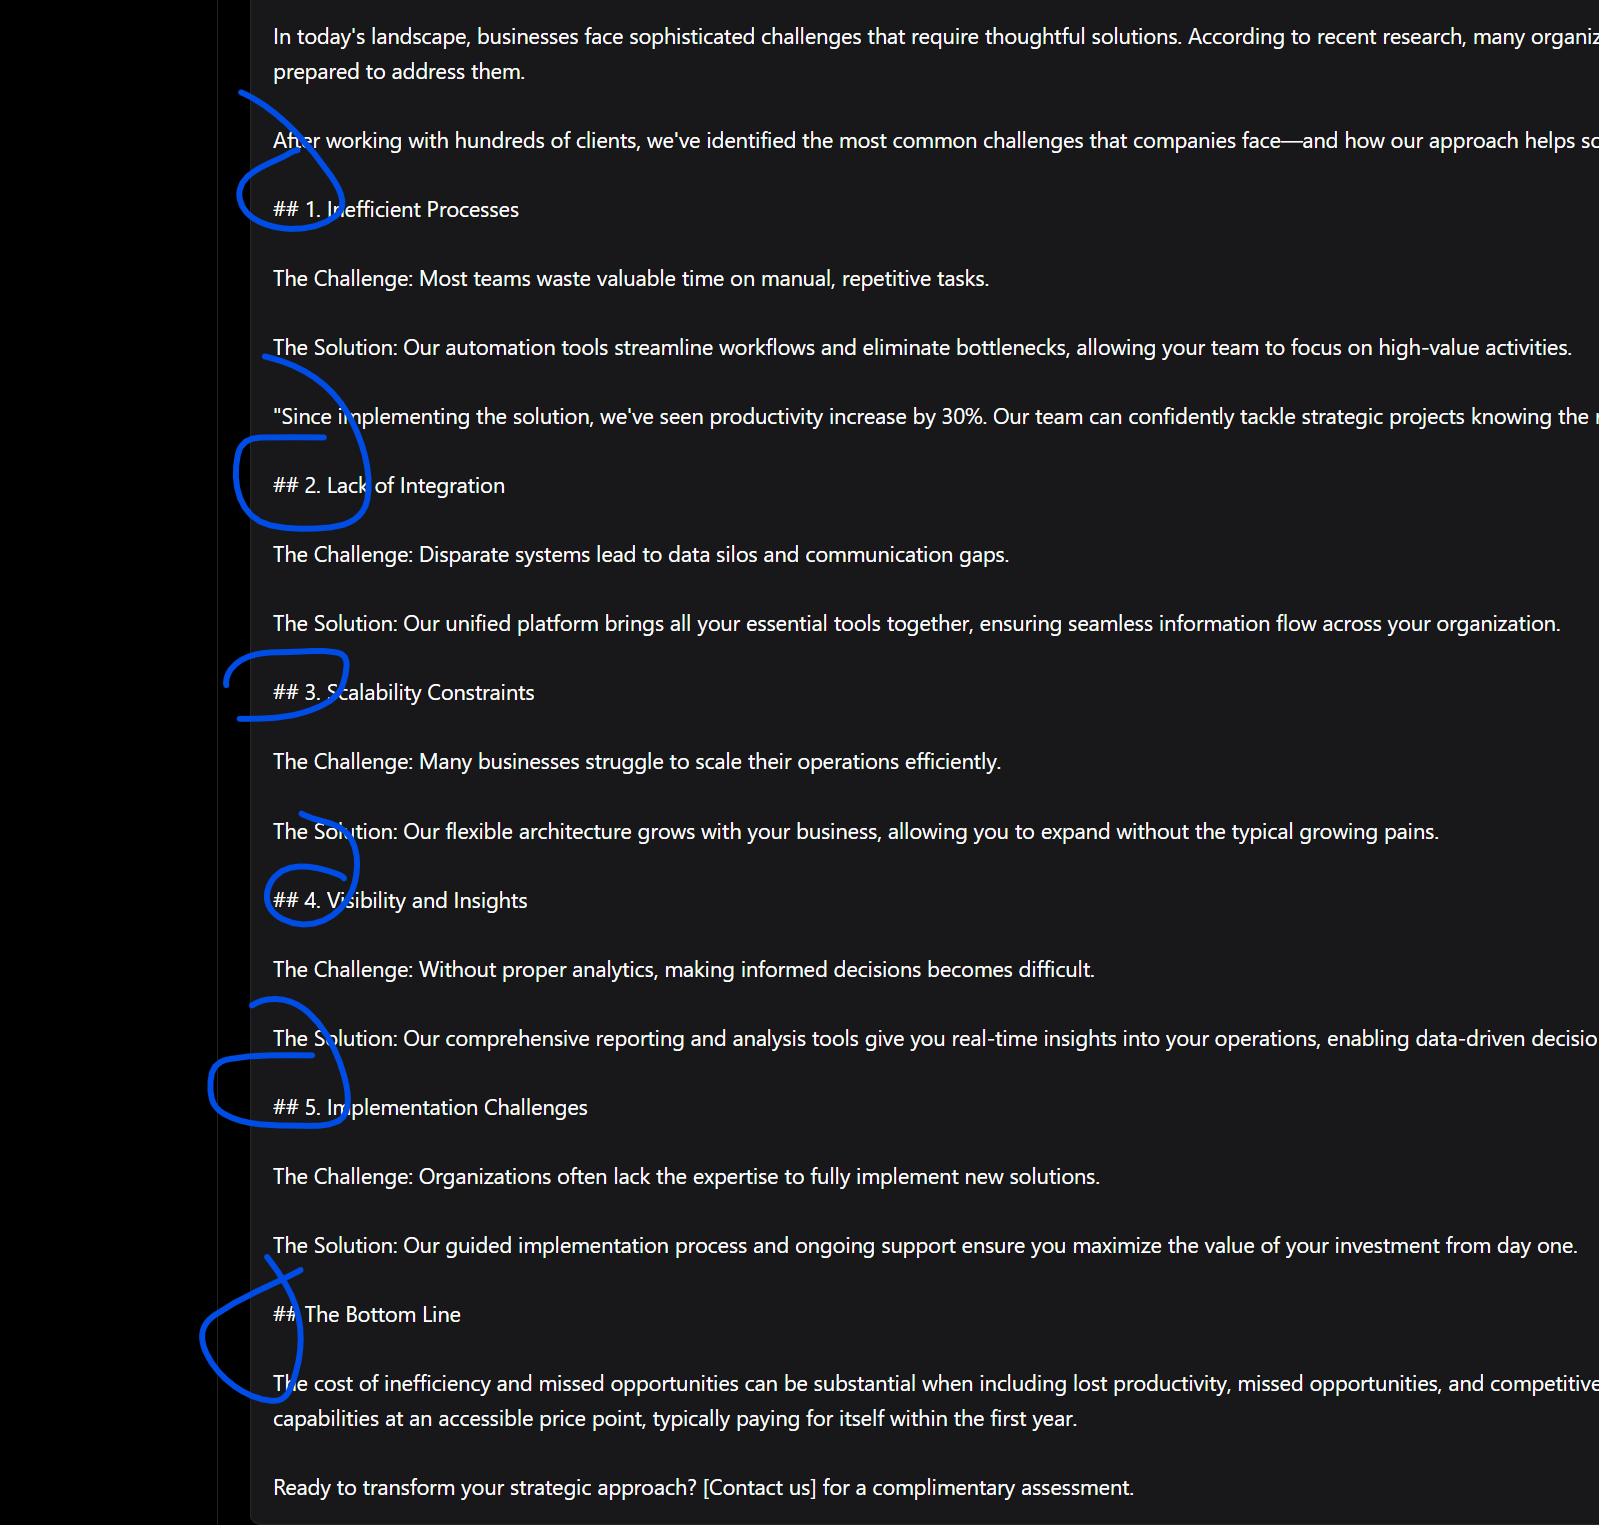 In today's landscape, businesses face sophisticated challenges that require thoughtful solutions. According to recent research, many
prepared to address them.
After working with hundreds of clients, we've identified the most common challenges that companies face—and how our approach helps
## 1. Inefficient Processes
The Challenge: Most teams waste valuable time on manual, repetitive tasks.
The Solution: Our automation tools streamline workflows and eliminate bottlenecks, allowing your team to focus on high-value activities.
"Since implementing the solution, we've seen productivity increase by 30%. Our team can confidently tackle strategic projects knowing the
## 2. Lack of Integration
The Challenge: Disparate systems lead to data silos and communication gaps.
The Solution: Our unified platform brings all your essential tools together, ensuring seamless information flow across your organization.
## 3. Scalability Constraints
The Challenge: Many businesses struggle to scale their operations efficiently.
The Solution: Our flexible architecture grows with your business, allowing you to expand without the typical growing pains.
## 4. Visibility and Insights
The Challenge: Without proper analytics, making informed decisions becomes difficult.
The Solution: Our comprehensive reporting and analysis tools give you real-time insights into your operations, enabling data-driven
## 5. Implementation Challenges
The Challenge: Organizations often lack the expertise to fully implement new solutions.
The Solution: Our guided implementation process and ongoing support ensure you maximize the value of your investment from day one.
## The Bottom Line
The cost of inefficiency and missed opportunities can be substantial when including lost productivity, missed opportunities, and competitive
capabilities at an accessible price point, typically paying for itself within the first year.
Ready to transform your strategic approach? [Contact us] for a complimentary assessment.